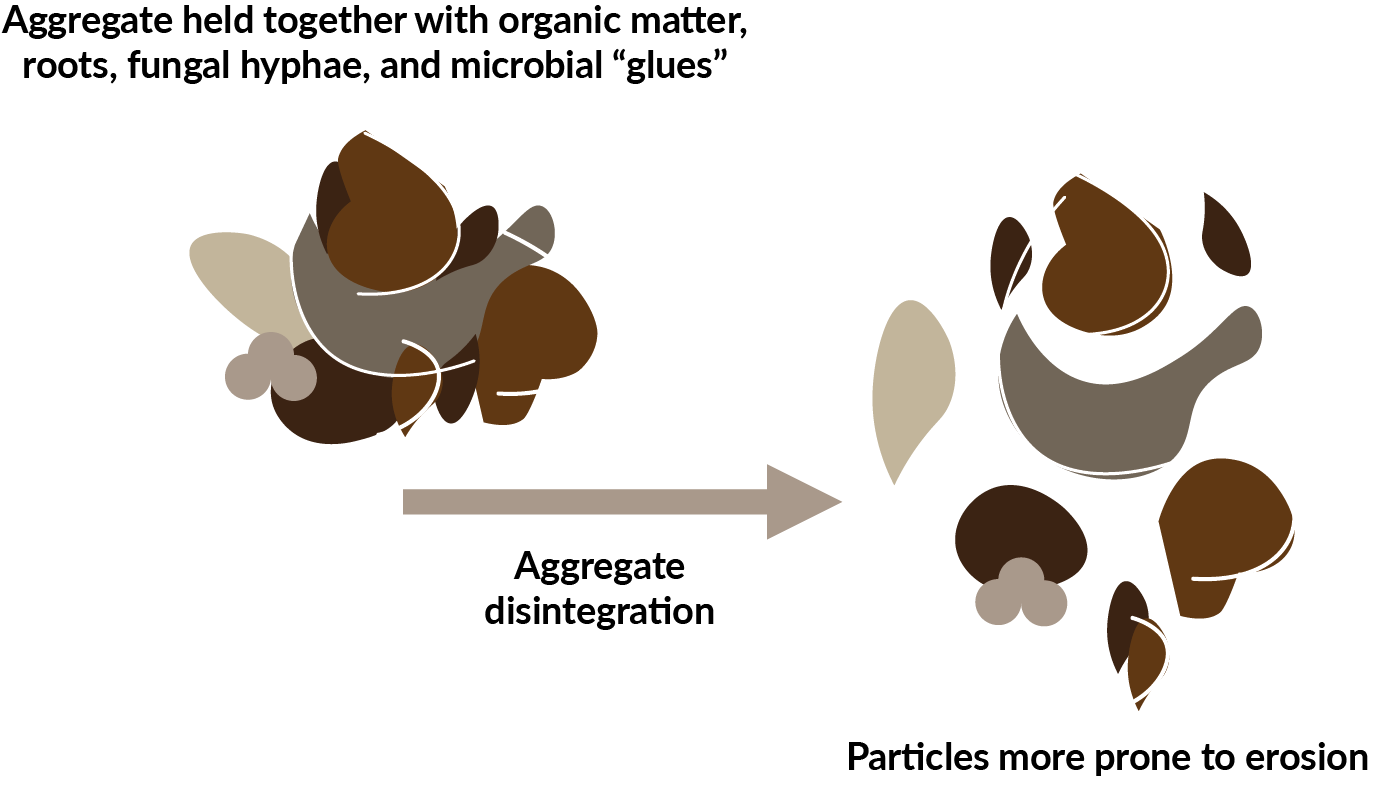 Aggregate held together with organic matter,
roots, fungal hyphae, and microbial “glues”
Aggregate
disintegration
Particles more prone to erosion